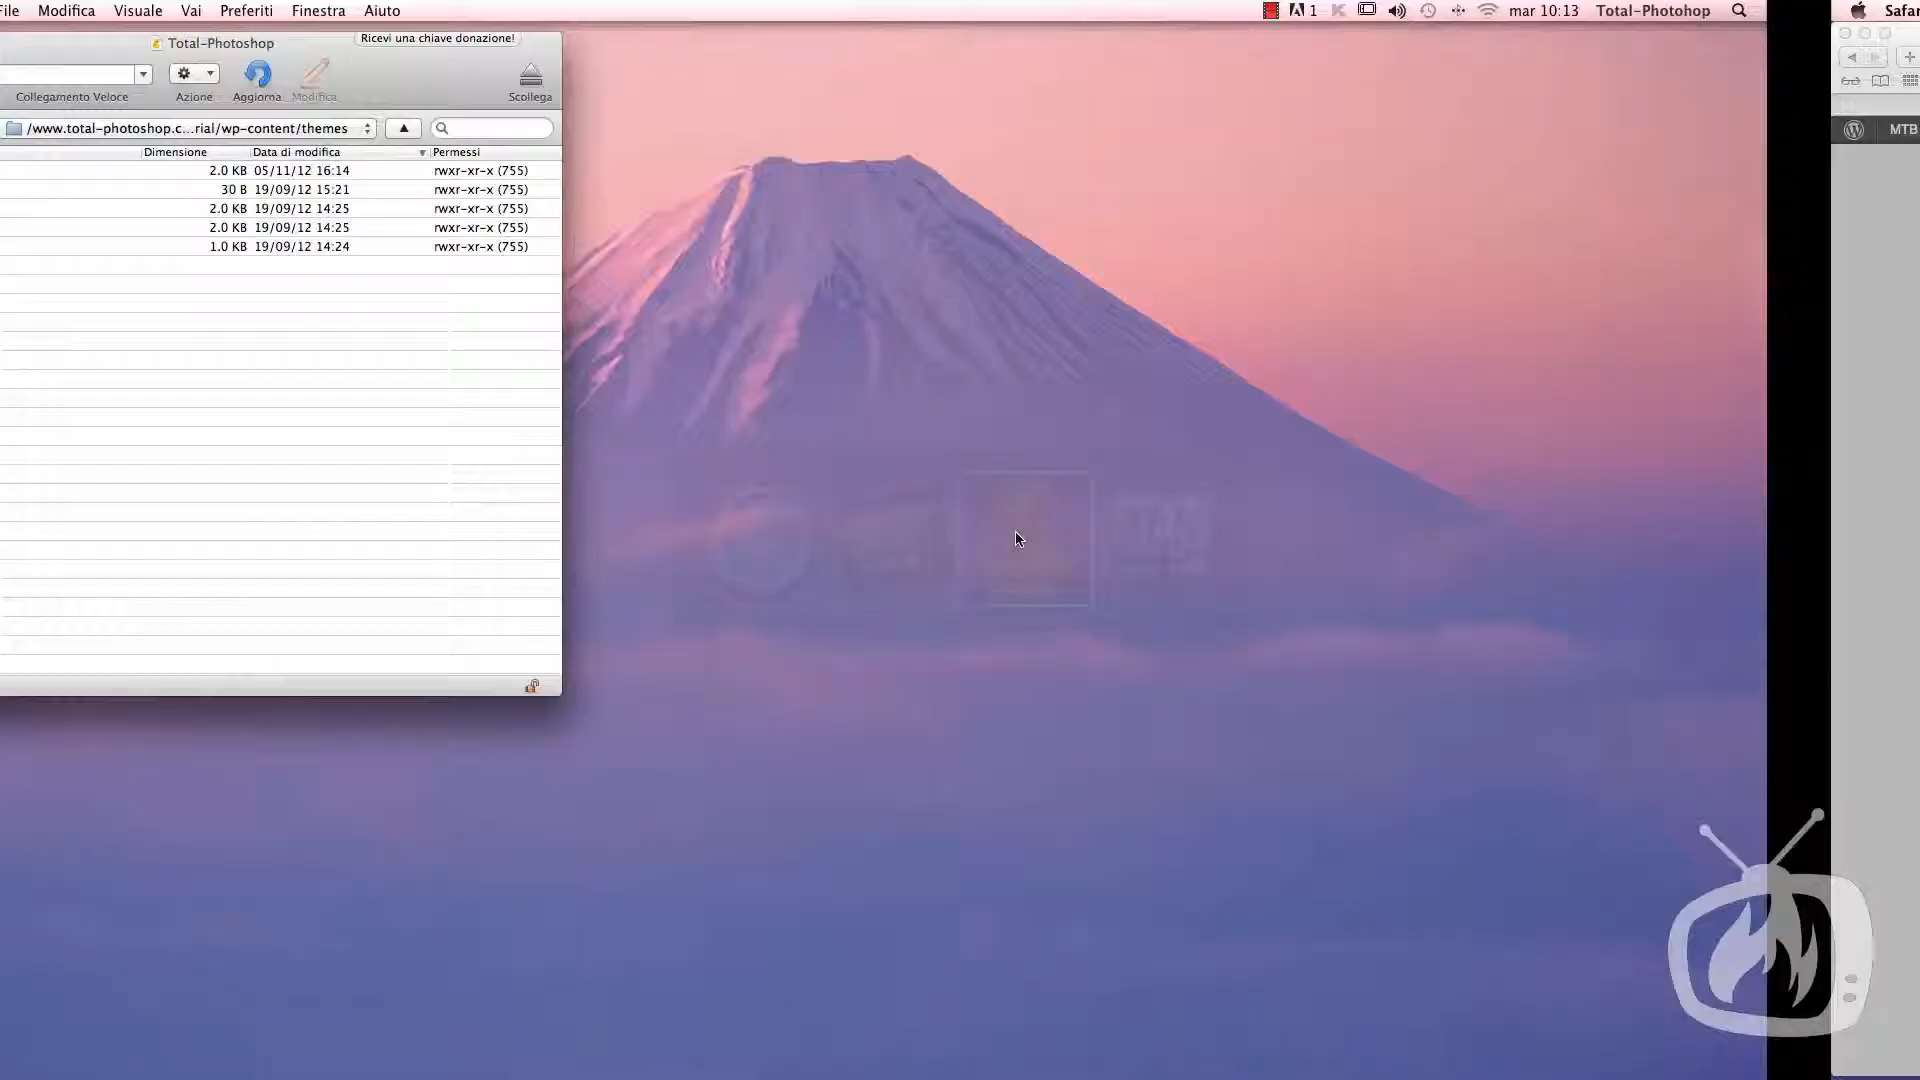 File Modifica Visuale Vai Preferiti Finestra Aiuto 1 mar 10:13 Total-Photohop Safar
Total-Photoshop Ricevi una chiave donazione!
Collegamento Veloce Azione Aggiorna Modifica Scollega
/www.total-photoshop.c...rial/wp-content/themes
MTB
Dimensione Data di modifica Permessi
2.0 KB 05/11/12 16:14 rwxr-xr-x (755)
30 B 19/09/12 15:21 rwxr-xr-x (755)
2.0 KB 19/09/12 14:25 rwxr-xr-x (755)
2.0 KB 19/09/12 14:25 rwxr-xr-x (755)
1.0 KB 19/09/12 14:24 rwxr-xr-x (755)